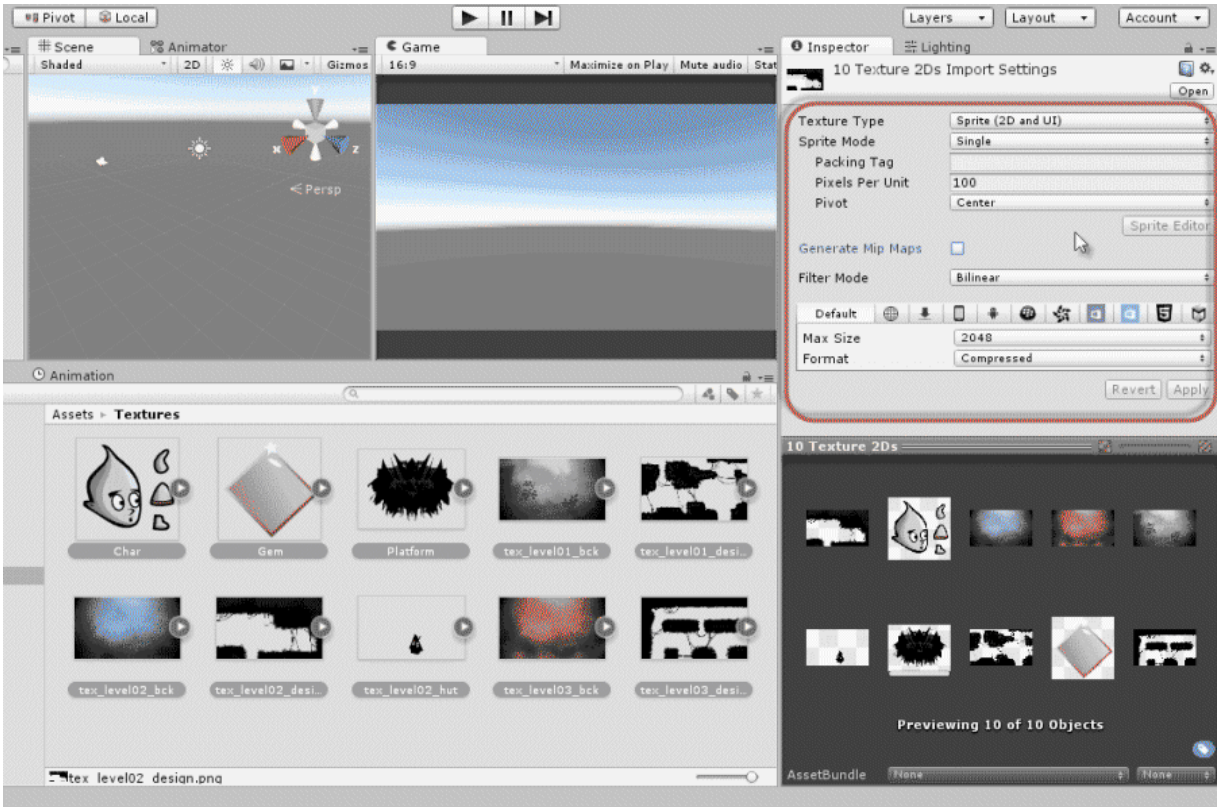 Pivot Local Layers Layout Account
Scene Animator Game Inspector Lighting
Shaded 2D Gizmos 16:9 Maximize on Play Mute audio Stat
10 Texture 2Ds Import Settings
Open
Texture Type Sprite (2D and UI)
Sprite Mode Single
Packing Tag
Pixels Per Unit 100
Pivot Center
Sprite Editor
Generate Mip Maps
Filter Mode Bilinear
Default
Max Size 2048
Format Compressed
Revert Apply
y
x z
Persp
Animation
Assets Textures
Char Gem Platform tex_level01_bck tex_level01_desi...
tex_level02_bck tex_level02_desi... tex_level02_hut tex_level03_bck tex_level03_desi...
tex_level02_design.png
10 Texture 2Ds
Previewing 10 of 10 Objects
AssetBundle None None